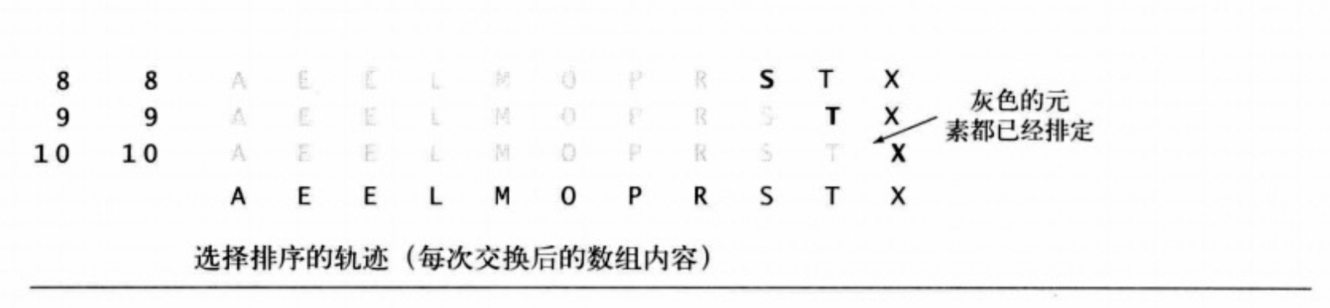 8 8 A E E L M O P R S T X
9 9 A E E L M O P R S T X
灰色的元
素都已经排定
10 10 A E E L M O P R S T X
A E E L M O P R S T X
选择排序的轨迹（每次交换后的数组内容）